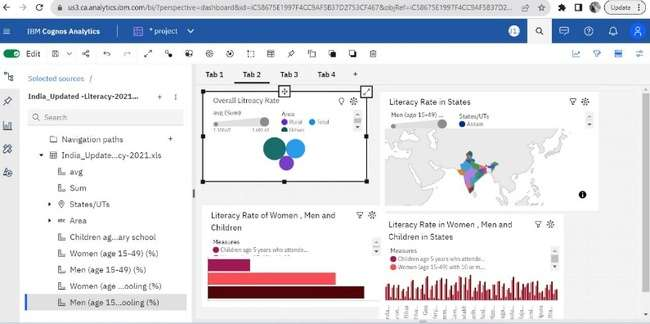 us3.ca.analytics.ibm.com/bi/?perspective=dashboard&id=iC58675E1997F4CC9AF5B37D2753CF467&objRef=iC58675E1997F4CC9AF5B37D2...
Update
IBM Cognos Analytics
* project
Edit
Selected sources /
India_Updated -Literacy-2021...
Search
Navigation paths
India_Update...cy-2021.xls
avg
Sum
States/UTs
abc Area
Children ag...ary school
Women (age 15-49) (%)
Men (age 15-49) (%)
Women (age ...ooling (%)
Men (age 15...ooling (%)
Tab 1
Tab 2
Tab 3
Tab 4
+
Overall Litreacy Rate
avg (Sum)
Area
Rural
Total
Urban
Literacy Rate in States
Men (age 15-49) ...
States/UTs
Assam
Literacy Rate of Women , Men and
Children
Measures
Children age 5 years who attende...
Literacy Rate in Women , Men and
Children in States
Measures
Children age 5 years who attende...
Women (age 15-49) with 10 or m...